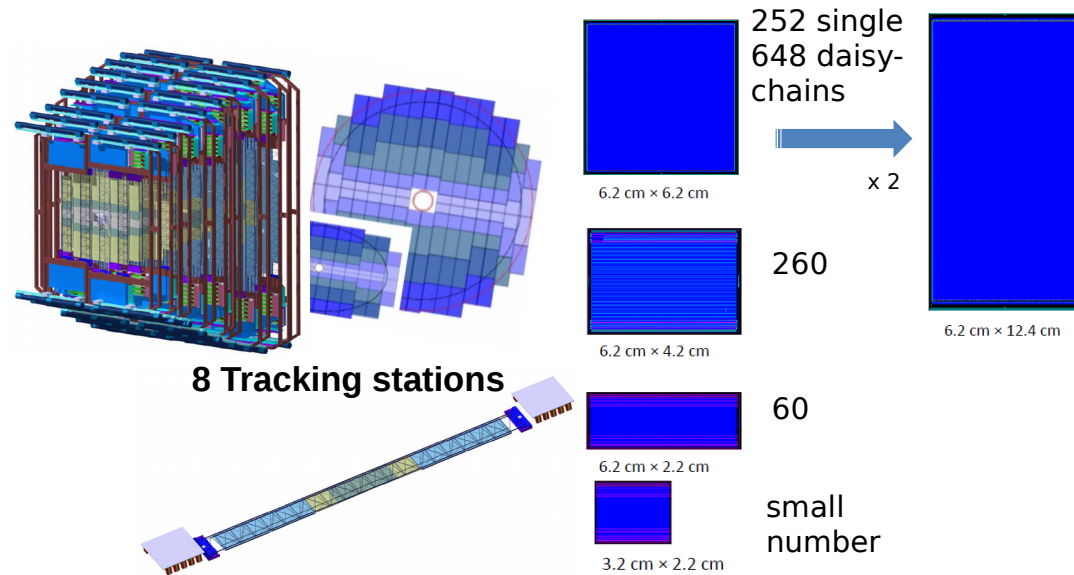 252 single
648 daisy-
chains
x 2
6.2 cm × 6.2 cm
260
6.2 cm × 4.2 cm
6.2 cm × 12.4 cm
8 Tracking stations
60
6.2 cm × 2.2 cm
small
number
3.2 cm × 2.2 cm